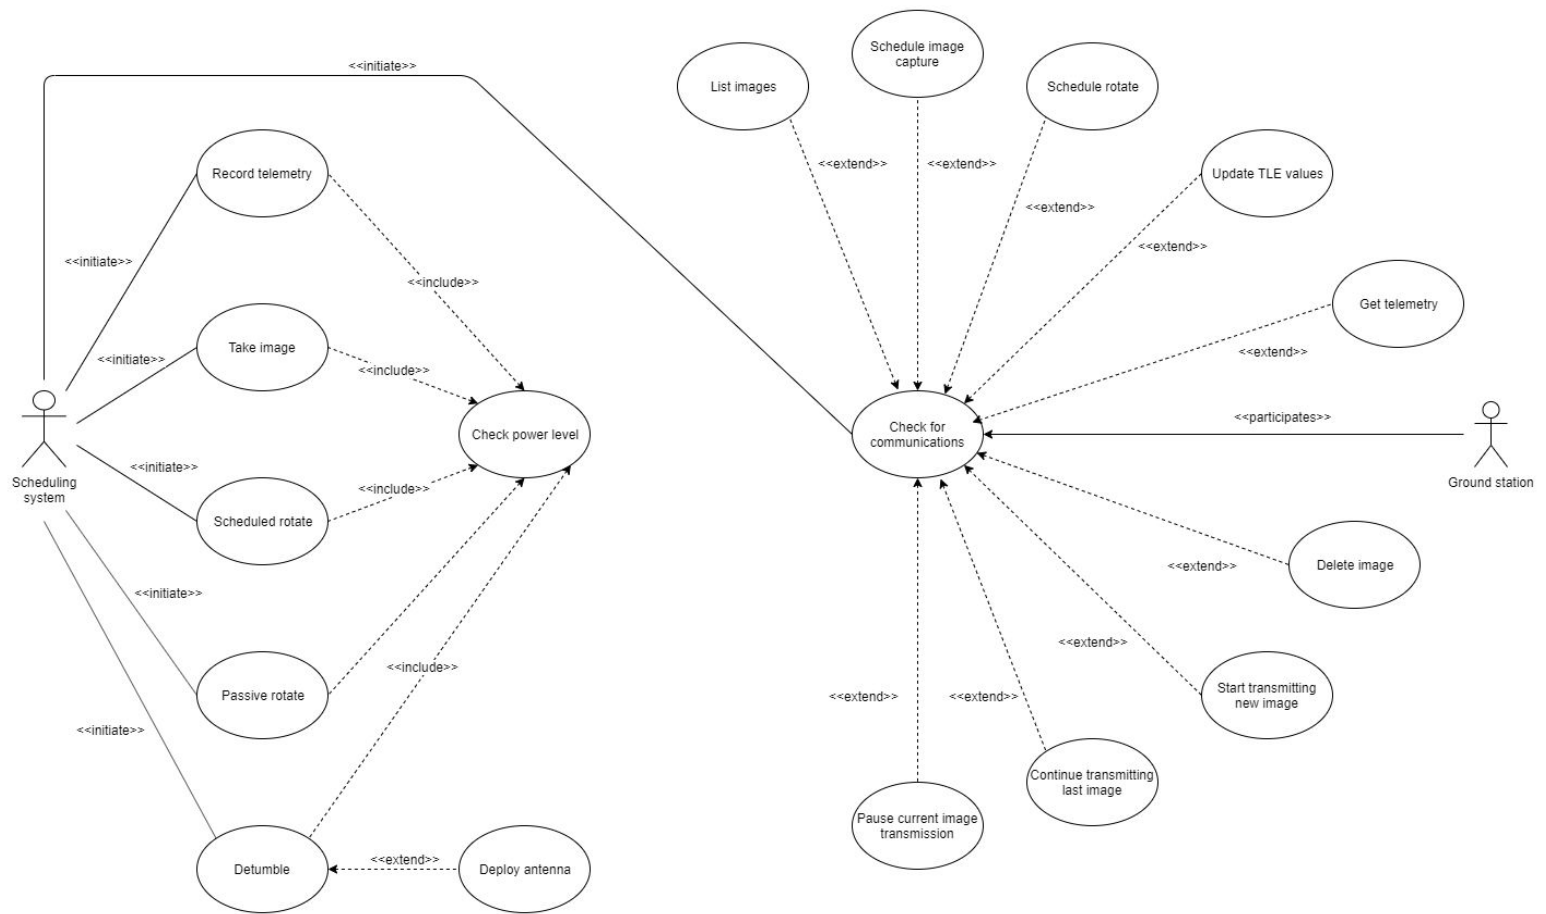 <<initiate>>
List images
Schedule image
capture
Schedule rotate
<<extend>>
<<extend>>
Record telemetry
Update TLE values
<<extend>>
<<extend>>
<<initiate>>
<<include>>
Get telemetry
Take image
<<initiate>>
<<extend>>
<<include>>
<<participates>>
Check power level
Check for
communications
<<initiate>>
Scheduling
system
<<include>>
Ground station
Scheduled rotate
<<extend>>
Delete image
<<initiate>>
<<extend>>
<<include>>
Passive rotate
<<extend>>
<<extend>>
Start transmitting
new image
<<initiate>>
Continue transmitting
last image
Pause current image
transmission
<<extend>>
Detumble
Deploy antenna